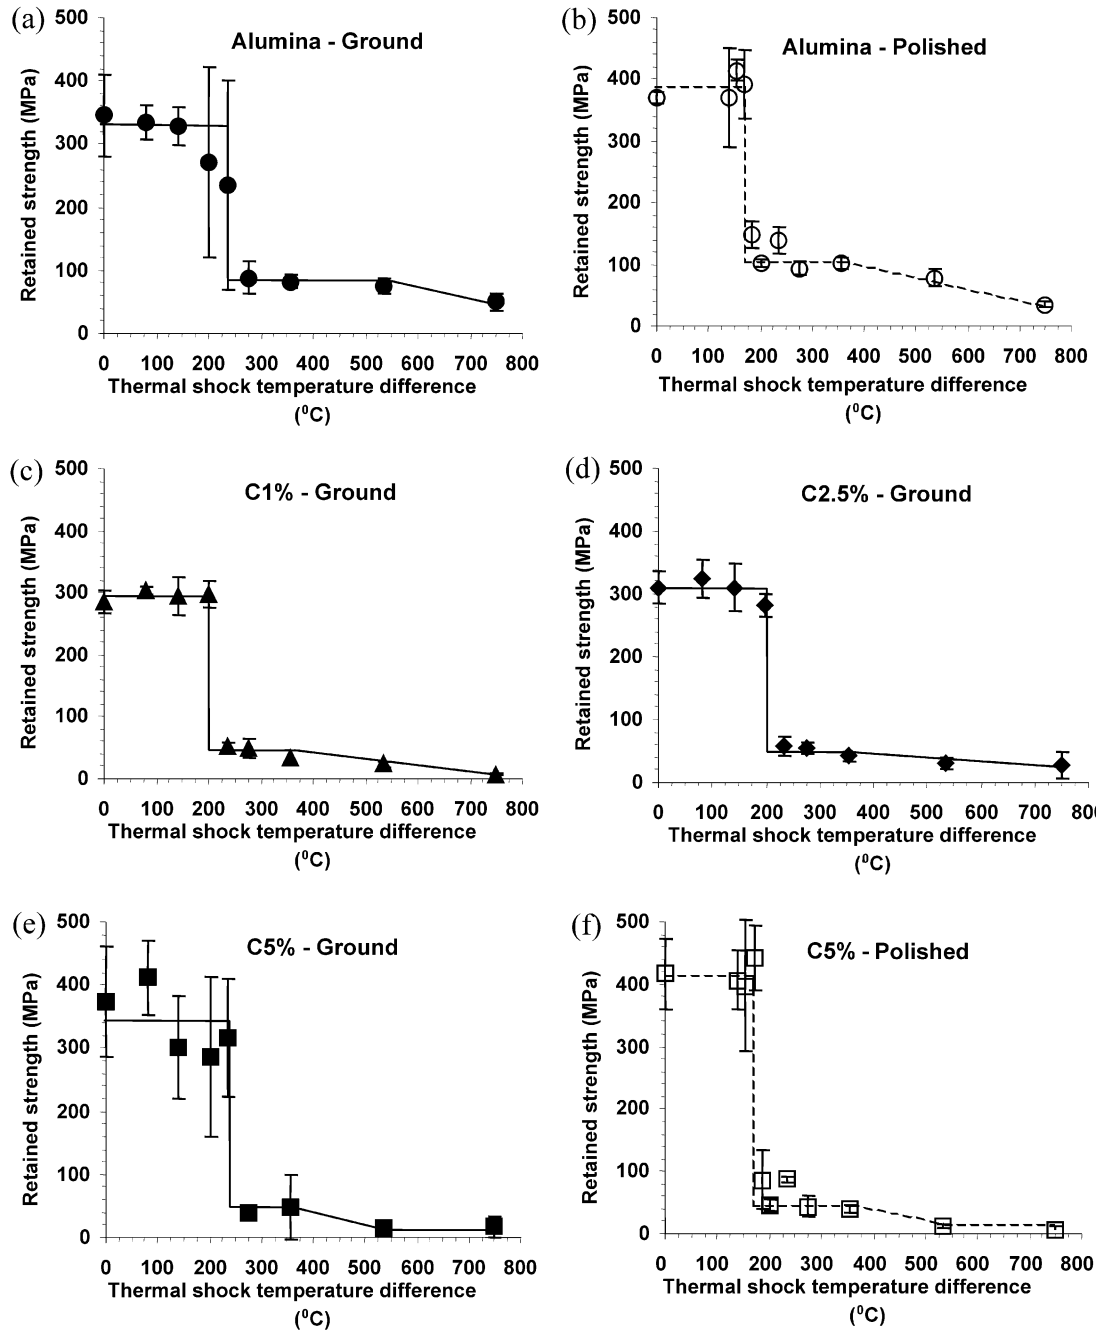 (a)
Alumina - Ground
Retained strength (MPa)
500
400
300
200
100
0
0 100 200 300 400 500 600 700 800
Thermal shock temperature difference
(⁰C)
(b)
Alumina - Polished
Retained strength (MPa)
500
400
300
200
100
0
0 100 200 300 400 500 600 700 800
Thermal shock temperature difference
(⁰C)
(c)
C1% - Ground
Retained strength (MPa)
500
400
300
200
100
0
0 100 200 300 400 500 600 700 800
Thermal shock temperature difference
(⁰C)
(d)
C2.5% - Ground
Retained strength (MPa)
500
400
300
200
100
0
0 100 200 300 400 500 600 700 800
Thermal shock temperature difference
(⁰C)
(e)
C5% - Ground
Retained strength (MPa)
500
400
300
200
100
0
0 100 200 300 400 500 600 700 800
Thermal shock temperature difference
(⁰C)
(f)
C5% - Polished
Retained strength (MPa)
500
400
300
200
100
0
0 100 200 300 400 500 600 700 800
Thermal shock temperature difference
(⁰C)